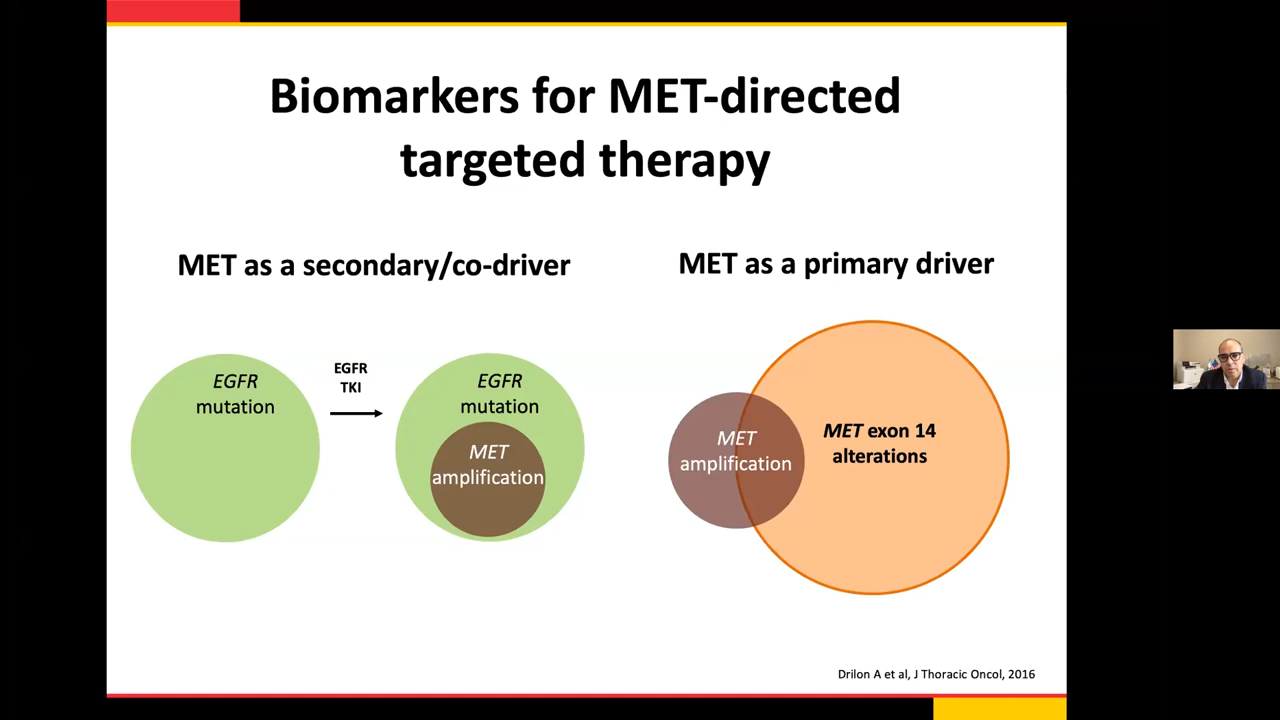 Biomarkers for MET-directed
targeted therapy
MET as a secondary/co-driver
MET as a primary driver
EGFR
mutation
EGFR
TKI
EGFR
mutation
MET
amplification
MET
amplification
MET exon 14
alterations
Drilon A et al, J Thoracic Oncol, 2016